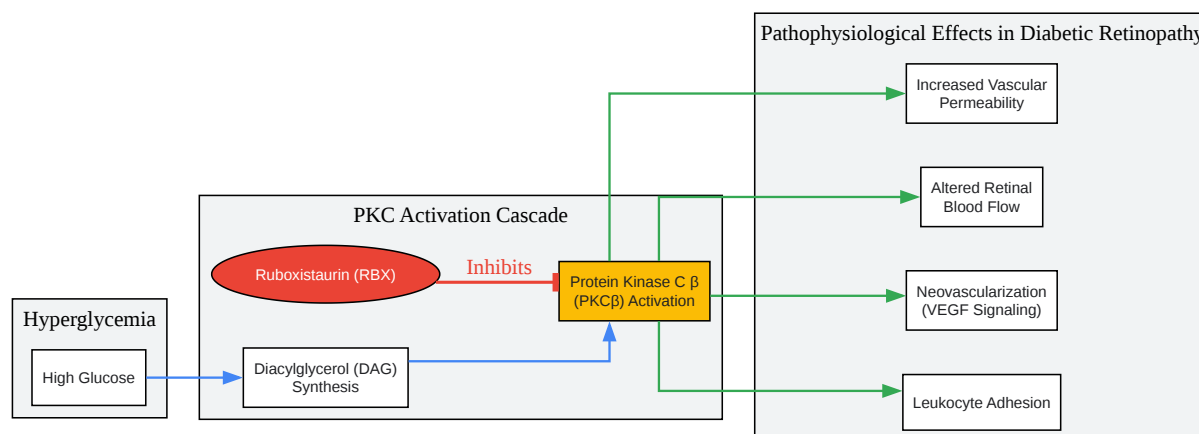 Pathophysiological Effects in Diabetic Retinopathy
Increased Vascular
Permeability
Altered Retinal
Blood Flow
PKC Activation Cascade
Ruboxistaurin (RBX)
Inhibits
Protein Kinase C β
(PKCβ) Activation
Neovascularization
(VEGF Signaling)
Hyperglycemia
High Glucose
Diacylglycerol (DAG)
Synthesis
Leukocyte Adhesion